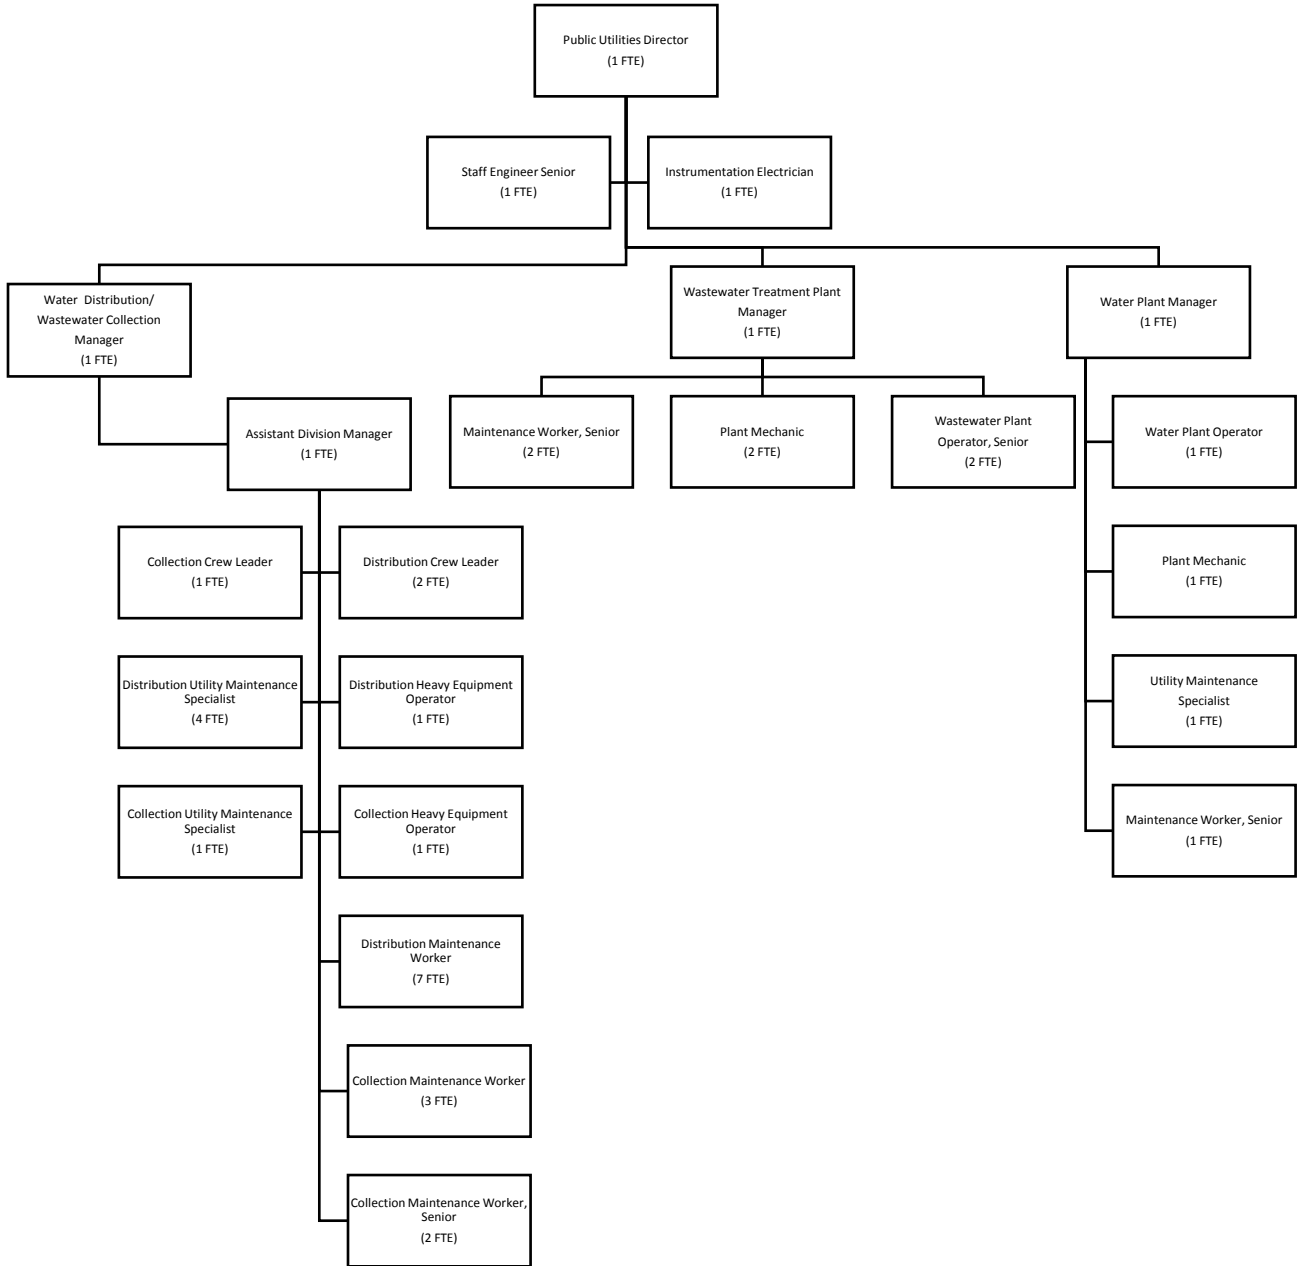 Public Utilities Director
(1 FTE)
Staff Engineer Senior
(1 FTE)
Instrumentation Electrician
(1 FTE)
Water Distribution/
Wastewater Collection
Manager
(1 FTE)
Wastewater Treatment Plant
Manager
(1 FTE)
Water Plant Manager
(1 FTE)
Assistant Division Manager
(1 FTE)
Maintenance Worker, Senior
(2 FTE)
Plant Mechanic
(2 FTE)
Wastewater Plant
Operator, Senior
(2 FTE)
Water Plant Operator
(1 FTE)
Collection Crew Leader
(1 FTE)
Distribution Crew Leader
(2 FTE)
Plant Mechanic
(1 FTE)
Distribution Utility Maintenance
Specialist
(4 FTE)
Distribution Heavy Equipment
Operator
(1 FTE)
Utility Maintenance
Specialist
(1 FTE)
Collection Utility Maintenance
Specialist
(1 FTE)
Collection Heavy Equipment
Operator
(1 FTE)
Maintenance Worker, Senior
(1 FTE)
Distribution Maintenance
Worker
(7 FTE)
Collection Maintenance Worker
(3 FTE)
Collection Maintenance Worker,
Senior
(2 FTE)